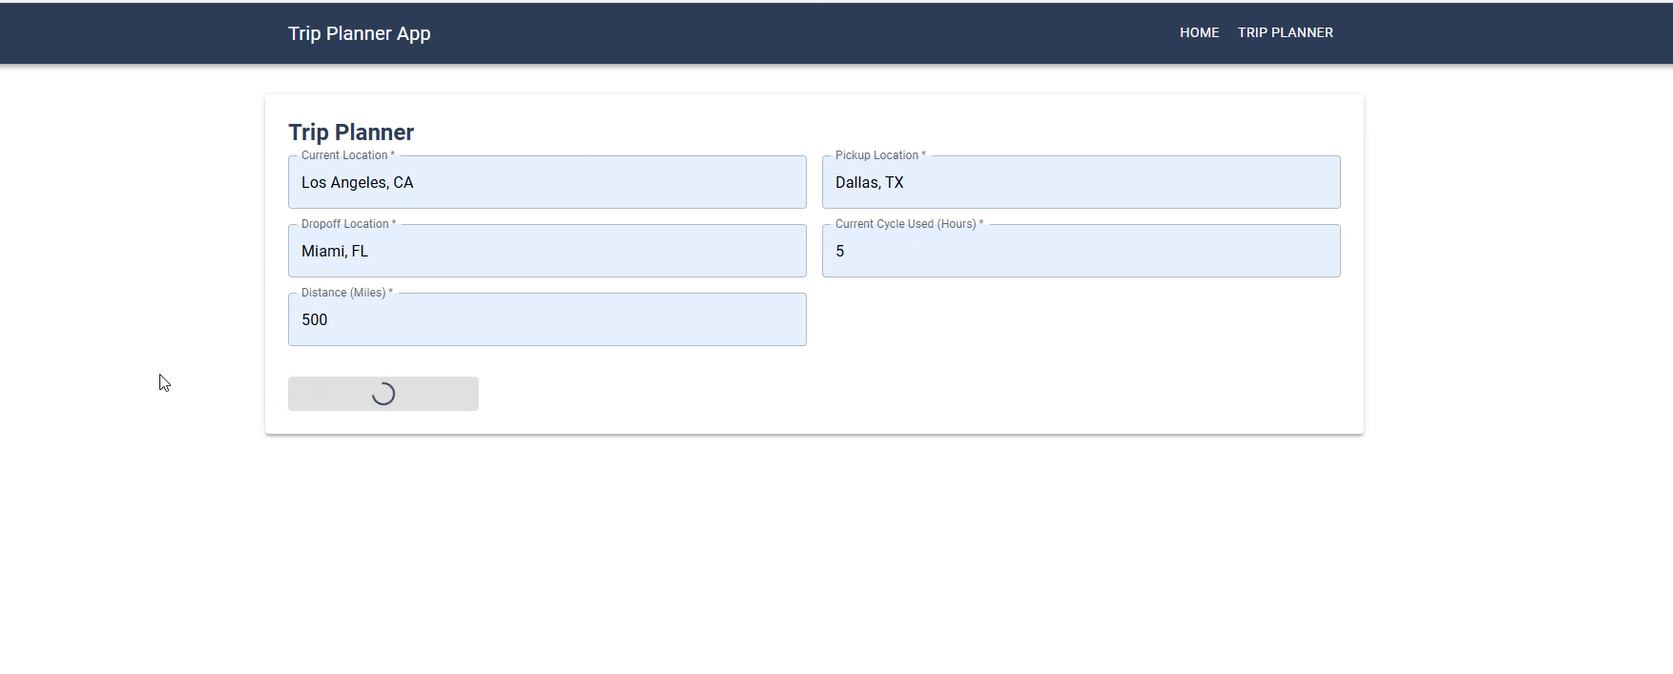 Trip Planner App
HOME TRIP PLANNER
Trip Planner
Current Location *
Los Angeles, CA
Pickup Location *
Dallas, TX
Dropoff Location *
Miami, FL
Current Cycle Used (Hours) *
5
Distance (Miles) *
500